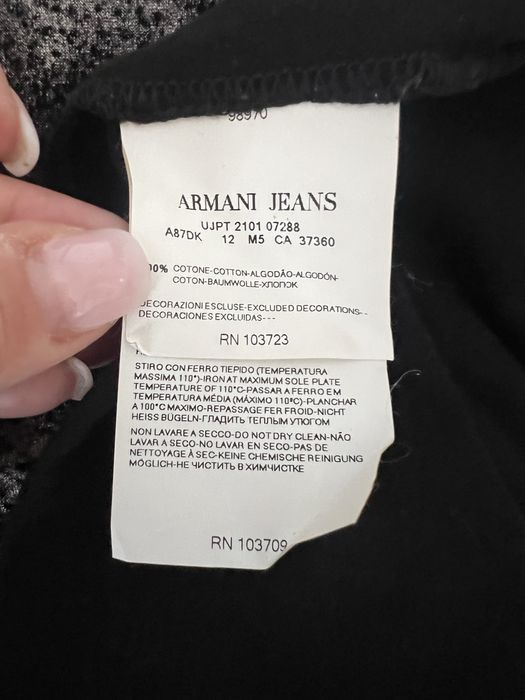 98970
ARMANI JEANS
UJPT 2101 07288
A87DK 12 M5 CA 37360
COTONE-COTTON-ALGODÃO-ALGODÓN-
COTON-BAUMWOLLE-ХЛОПОК
DECORAZIONI ESCLUSE-EXCLUDED DECORATIONS--
DECORACIONES EXCLUIDAS---
RN 103723
STIRO CON FERRO TIEPIDO (TEMPERATURA
MASSIMA 110°)-IRON AT MAXIMUM SOLE PLATE
TEMPERATURE OF 110°C-PASSAR A FERRO EM
TEMPERATURA MÉDIA (MÁXIMO 110ºC)-PLANCHAR
A 100°C MAXIMO-REPASSAGE FER FROID-NICHT
HEISS BÜGELN-ГЛАДИТЬ ТЕПЛЫМ УТЮГОМ
NON LAVARE A SECCO-DO NOT DRY CLEAN-NÃO
LAVAR A SECO-NO LAVAR EN SECO-PAS DE
NETTOYAGE À SEC-KEINE CHEMISCHE REINIGUNG
MÖGLICH-НЕ ЧИСТИТЬ В ХИМЧИСТКЕ
RN 103709